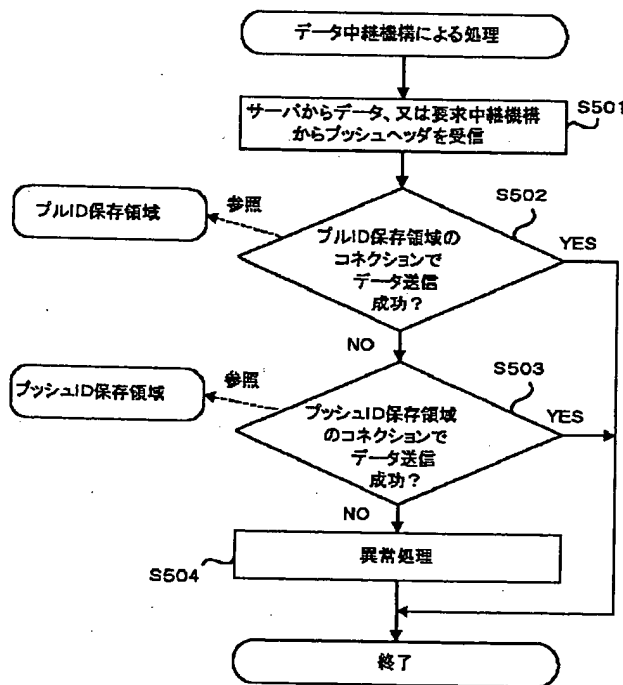 データ中継機構による処理
S501
サーバからデータ、又は要求中継機構
からプッシュヘッダを受信
S502
プルID保存領域
参照
プルID保存領域の
コネクションで
データ送信
成功?
YES
NO
S503
プッシュID保存領域
参照
プッシュID保存領域
のコネクションで
データ送信
成功?
YES
NO
異常処理
S504
終了